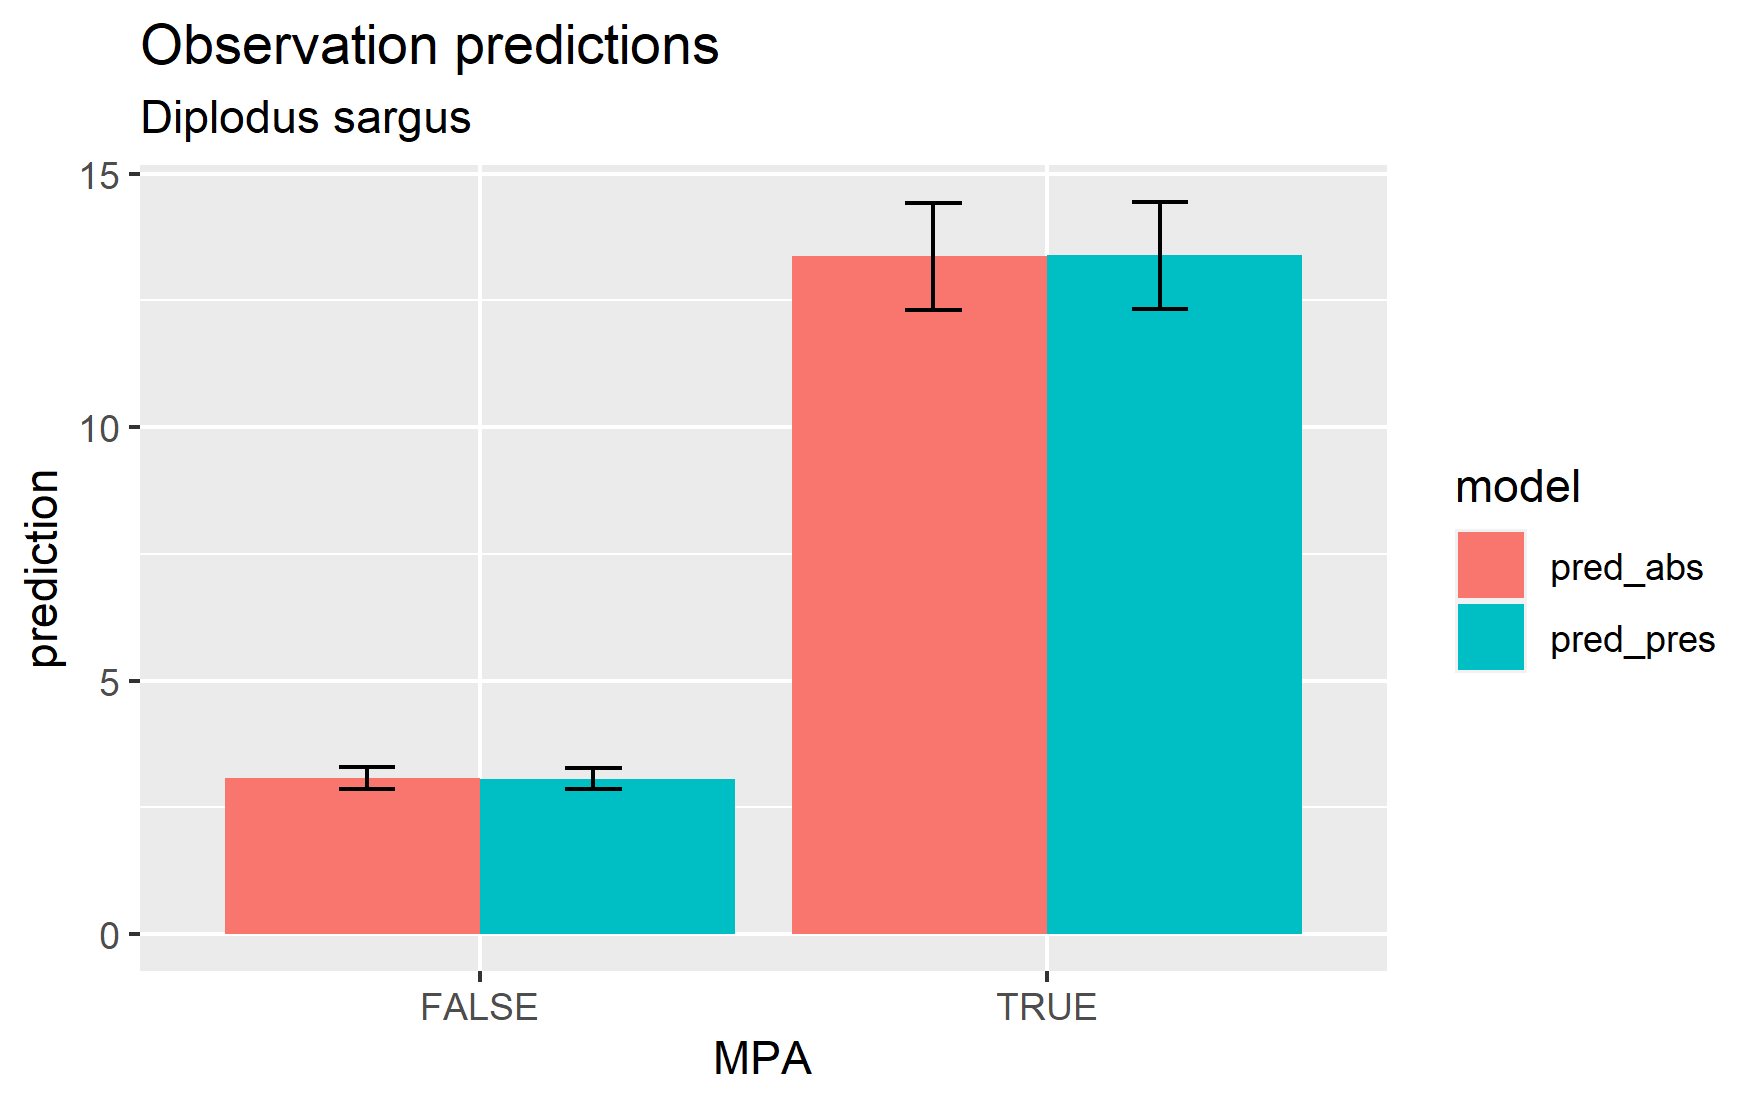 Observation predictions
Diplodus sargus
15
10
5
0
prediction
FALSE
TRUE
MPA
model
pred_abs
pred_pres